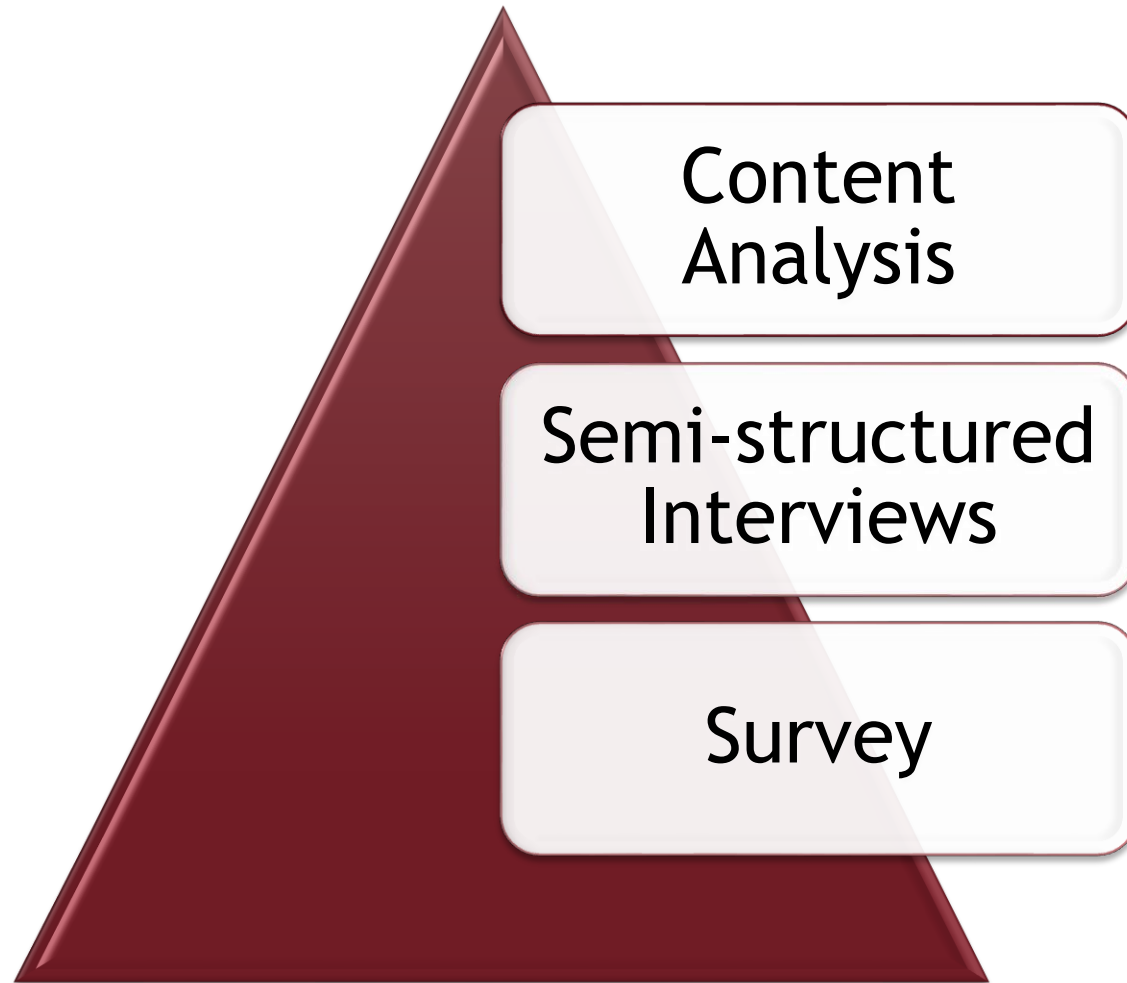 Content
Analysis
Semi-structured
Interviews
Survey